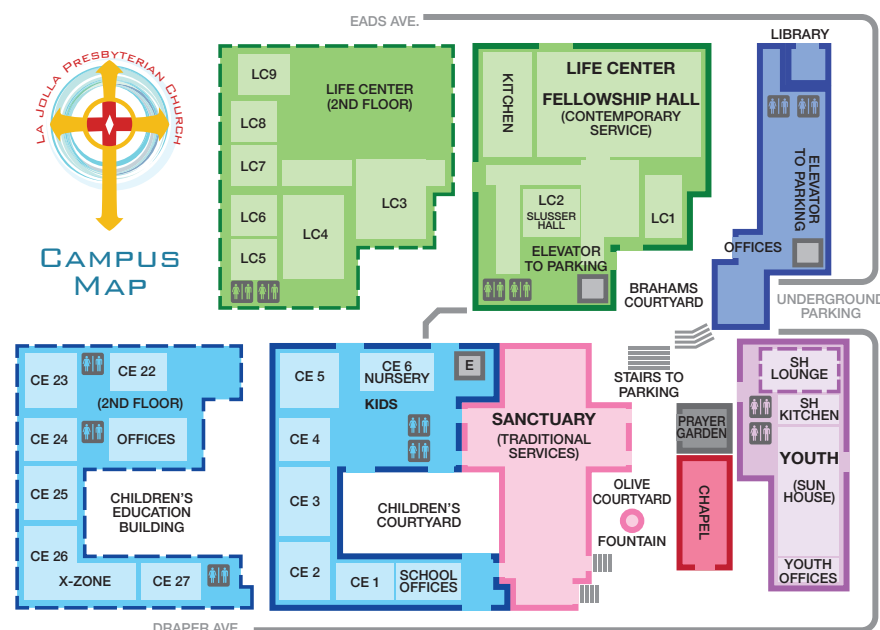 LA JOLLA PRESBYTERIAN CHURCH
CAMPUS
MAP
EADS AVE.
LC9
LC8
LC7
LC6
LC5
LIFE CENTER
(2ND FLOOR)
LC4
LC3
KITCHEN
LIFE CENTER
FELLOWSHIP HALL
(CONTEMPORARY
SERVICE)
LC2
SLUSSER
HALL
LC1
ELEVATOR
TO PARKING
BRAHAMS
COURTYARD
LIBRARY
ELEVATOR
TO PARKING
OFFICES
UNDERGROUND
PARKING
STAIRS TO
PARKING
CE 23
CE 22
(2ND FLOOR)
CE 24
OFFICES
CE 25
CHILDREN'S
EDUCATION
BUILDING
CE 26
X-ZONE
CE 27
CE 5
CE 6
NURSERY
E
KIDS
CE 4
CE 3
CHILDREN'S
COURTYARD
CE 2
CE 1
SCHOOL
OFFICES
SANCTUARY
(TRADITIONAL
SERVICES)
OLIVE
COURTYARD
FOUNTAIN
PRAYER
GARDEN
CHAPEL
SH
LOUNGE
SH
KITCHEN
YOUTH
(SUN
HOUSE)
YOUTH
OFFICES
DRAPER AVE.